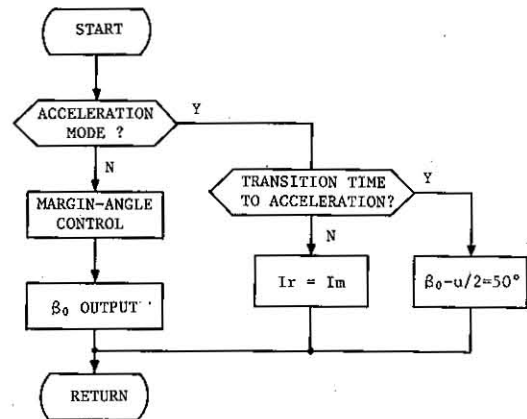 START
ACCELERATION
MODE ?
Y
N
TRANSITION TIME
TO ACCELERATION?
Y
MARGIN-ANGLE
CONTROL
N
Ir = Im
β₀-u/2=50°
β₀ OUTPUT
RETURN